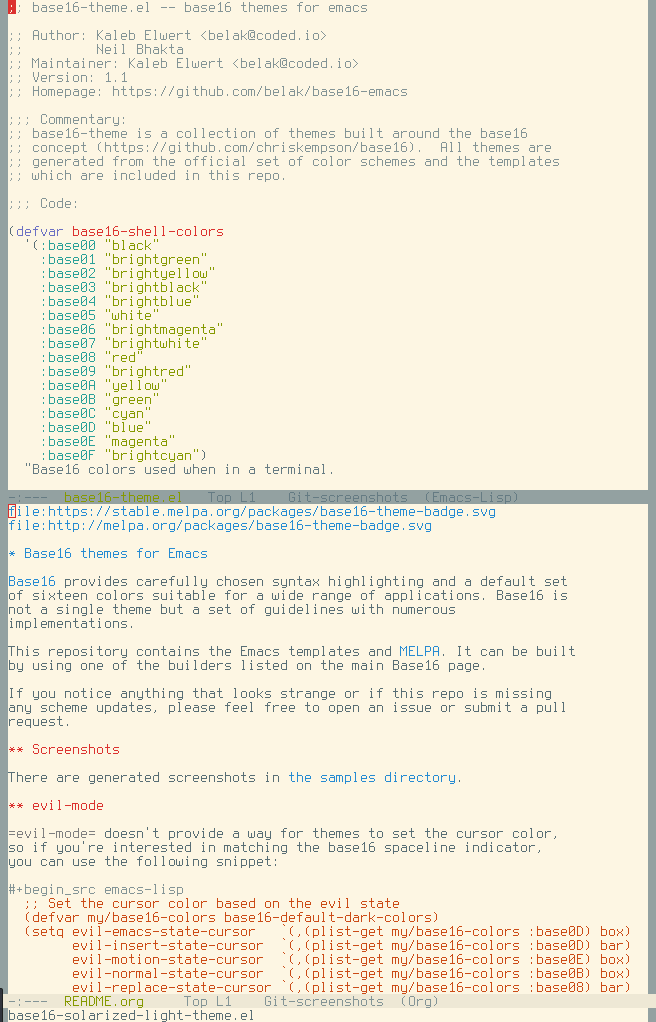 ;; base16-theme.el -- base16 themes for emacs

;; Author: Kaleb Elwert <belak@coded.io>
;;         Neil Bhakta
;; Maintainer: Kaleb Elwert <belak@coded.io>
;; Version: 1.1
;; Homepage: https://github.com/belak/base16-emacs

;;; Commentary:
;; base16-theme is a collection of themes built around the base16
;; concept (https://github.com/chriskempson/base16).  All themes are
;; generated from the official set of color schemes and the templates
;; which are included in this repo.

;;; Code:

(defvar base16-shell-colors
  '(:base00 "black"
    :base01 "brightgreen"
    :base02 "brightyellow"
    :base03 "brightblack"
    :base04 "brightblue"
    :base05 "white"
    :base06 "brightmagenta"
    :base07 "brightwhite"
    :base08 "red"
    :base09 "brightred"
    :base0A "yellow"
    :base0B "green"
    :base0C "cyan"
    :base0D "blue"
    :base0E "magenta"
    :base0F "brightcyan")
  "Base16 colors used when in a terminal.

-:---  base16-theme.el   Top L1    Git-screenshots  (Emacs-Lisp)
file:https://stable.melpa.org/packages/base16-theme-badge.svg
file:http://melpa.org/packages/base16-theme-badge.svg

* Base16 themes for Emacs

Base16 provides carefully chosen syntax highlighting and a default set
of sixteen colors suitable for a wide range of applications. Base16 is
not a single theme but a set of guidelines with numerous
implementations.

This repository contains the Emacs templates and MELPA. It can be built
by using one of the builders listed on the main Base16 page.

If you notice anything that looks strange or if this repo is missing
any scheme updates, please feel free to open an issue or submit a pull
request.

** Screenshots

There are generated screenshots in the samples directory.

** evil-mode

=evil-mode= doesn't provide a way for themes to set the cursor color,
so if you're interested in matching the base16 spaceline indicator,
you can use the following snippet:

#+begin_src emacs-lisp
  ;; Set the cursor color based on the evil state
  (defvar my/base16-colors base16-default-dark-colors)
  (setq evil-emacs-state-cursor   `(,(plist-get my/base16-colors :base0D) box)
        evil-insert-state-cursor  `(,(plist-get my/base16-colors :base0D) bar)
        evil-motion-state-cursor  `(,(plist-get my/base16-colors :base0E) box)
        evil-normal-state-cursor  `(,(plist-get my/base16-colors :base0B) box)
        evil-replace-state-cursor `(,(plist-get my/base16-colors :base08) bar)
-:---  README.org     Top L1    Git-screenshots  (Org)
base16-solarized-light-theme.el